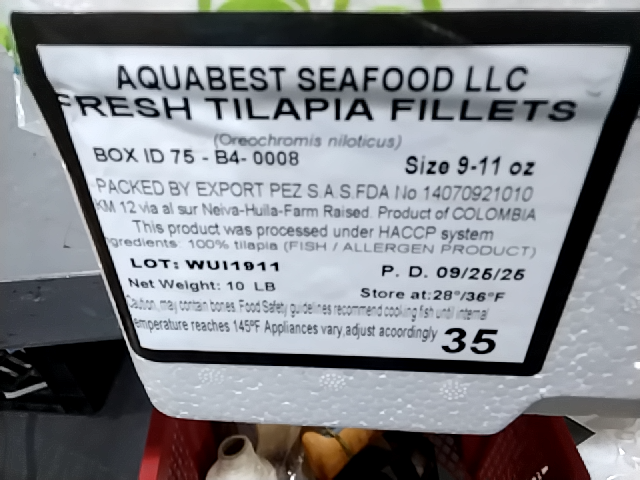 AQUABEST SEAFOOD LLC
FRESH TILAPIA FILLETS
(Oreochromis niloticus)
BOX ID 75 - B4- 0008
Size 9-11 oz
PACKED BY EXPORT PEZ S.A.S.FDA No 14070921010
KM 12 via al sur Neiva-Huila-Farm Raised. Product of COLOMBIA
This product was processed under HACCP system
gredients: 100% tilapia (FISH / ALLERGEN PRODUCT)
LOT: WUI1911
P. D. 09/25/25
Net Weight: 10 LB
Store at:28°/36°F
Caution, may contain bones. Food Safety guidelines recommend cooking fish until internal
emperature reaches 145ºF Appliances vary,adjust acoordingly
35